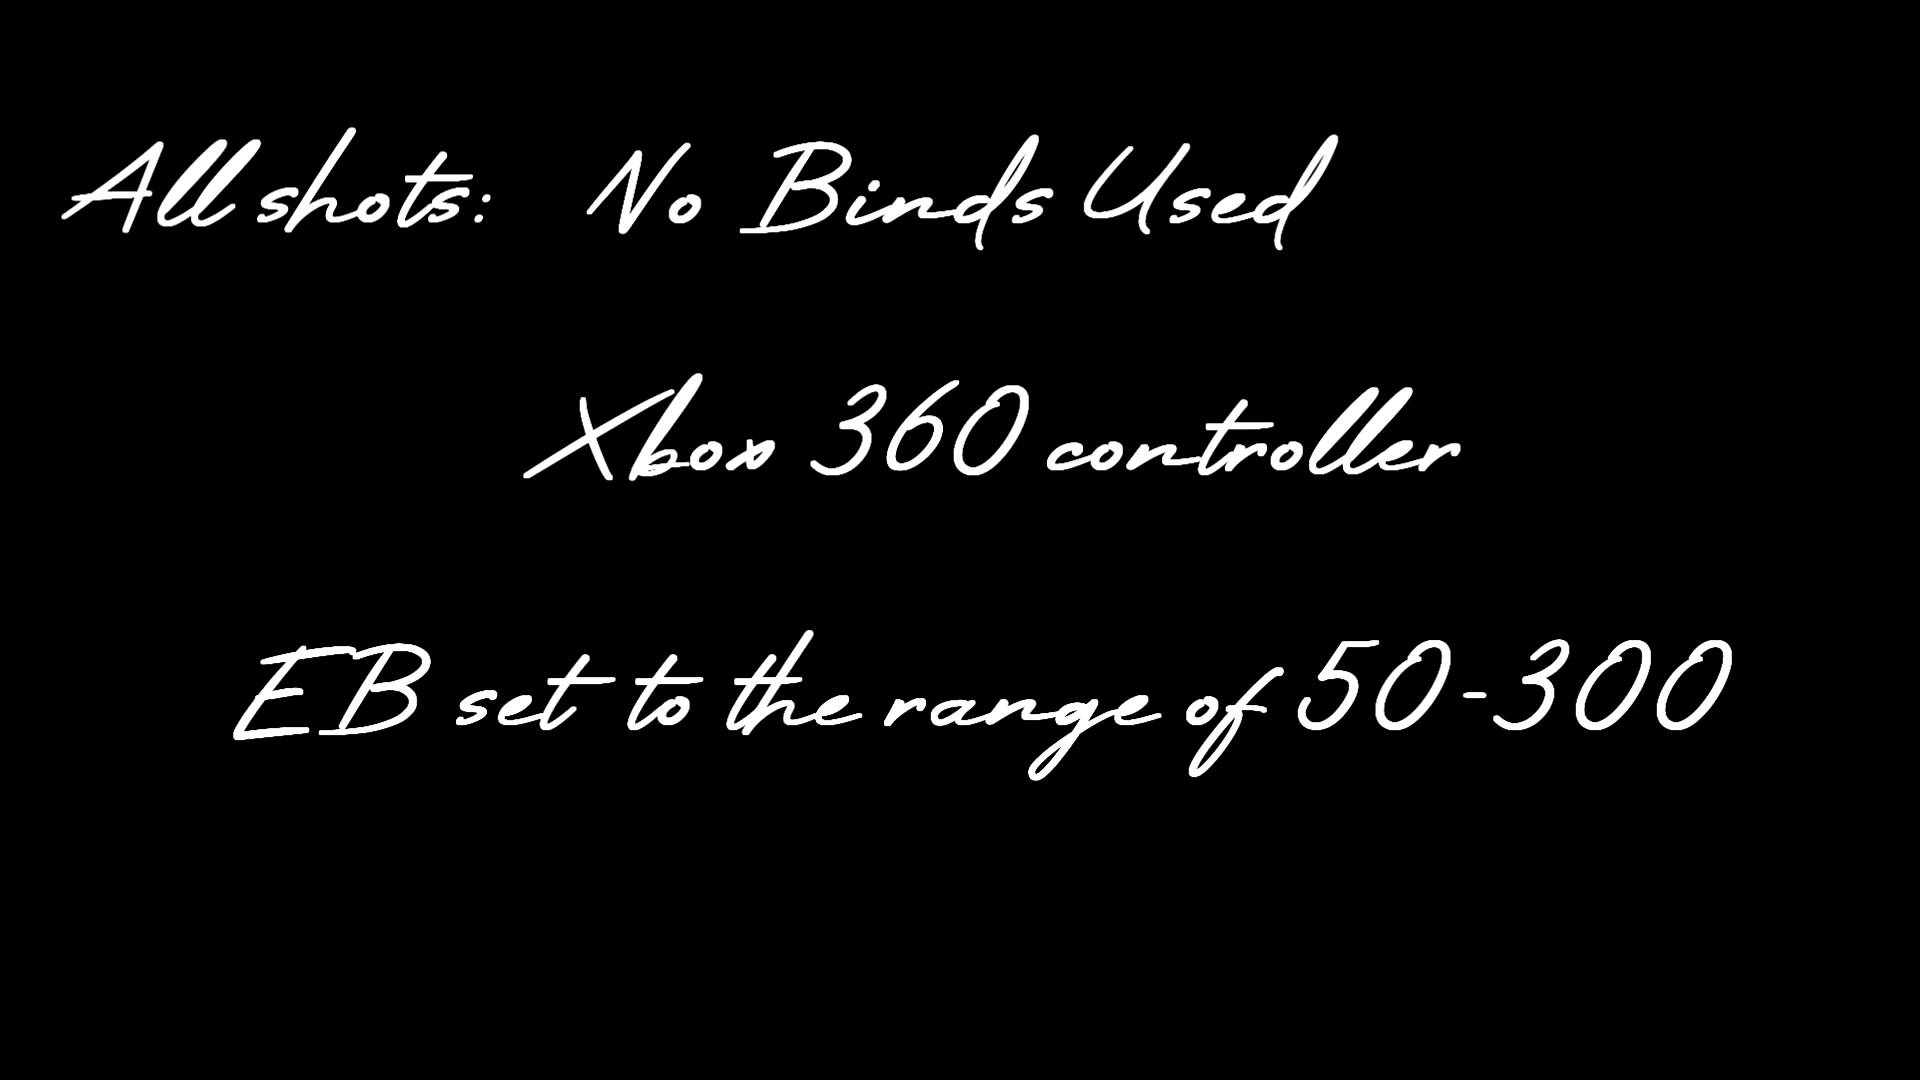 All shots: No Binds Used
Xbox 360 controller
EB set to the range of 50-300